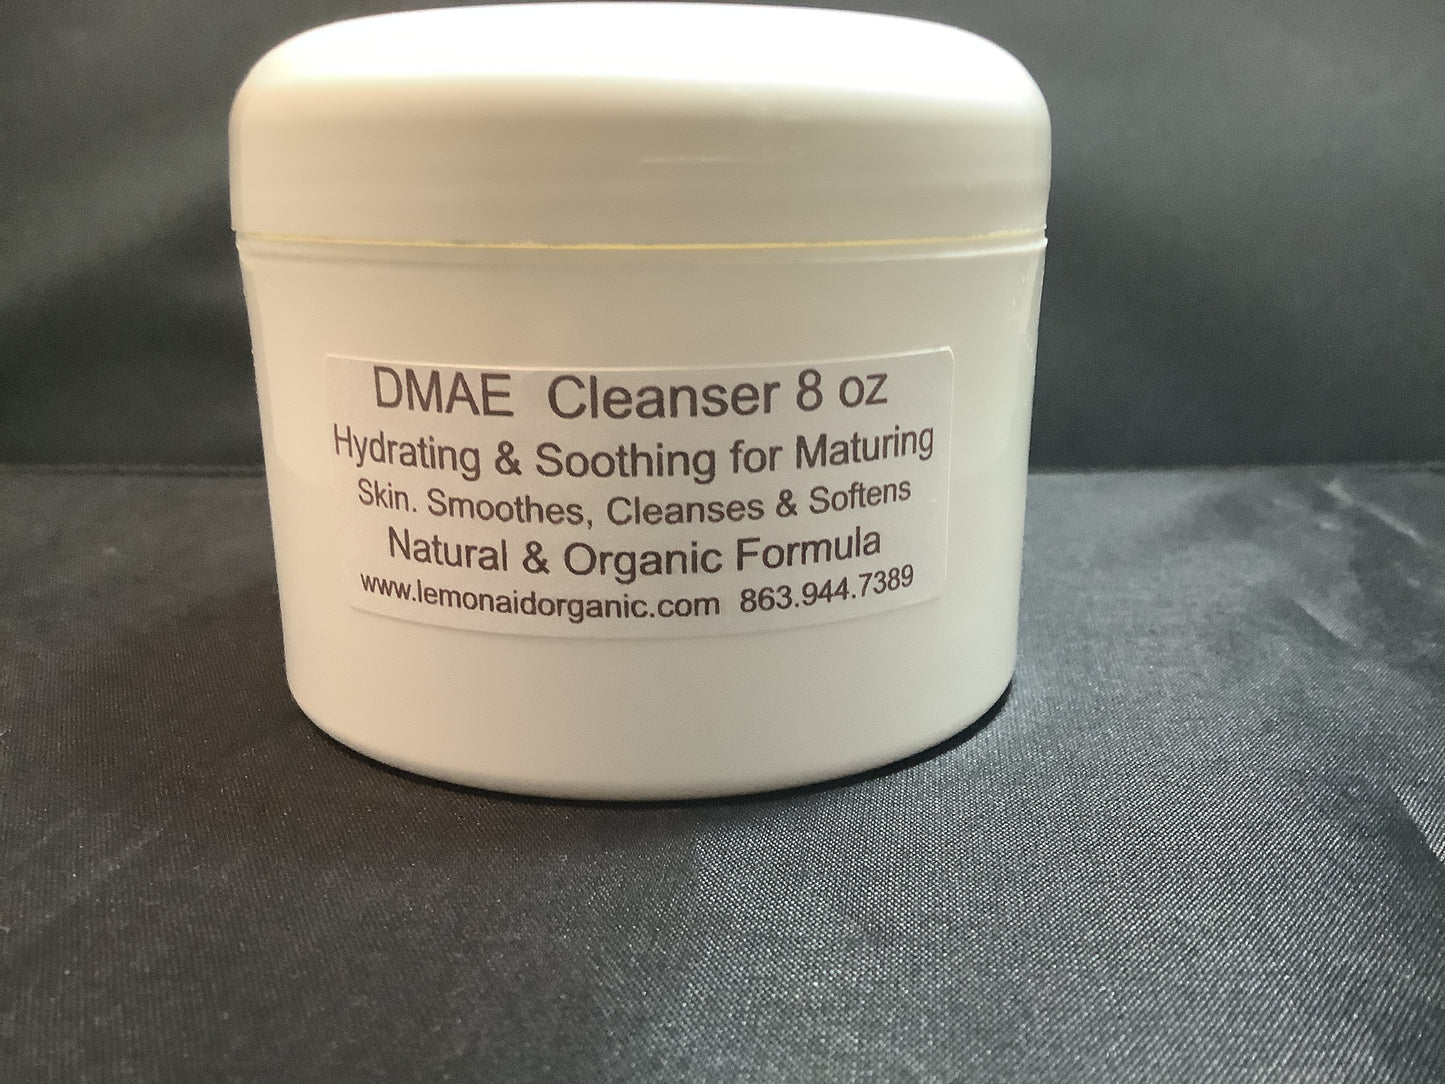 DMAE Cleanser 8 oz
Hydrating & Soothing for Maturing
Skin. Smoothes, Cleanses & Softens
Natural & Organic Formula
www.lemonaidorganic.com 863.944.7389